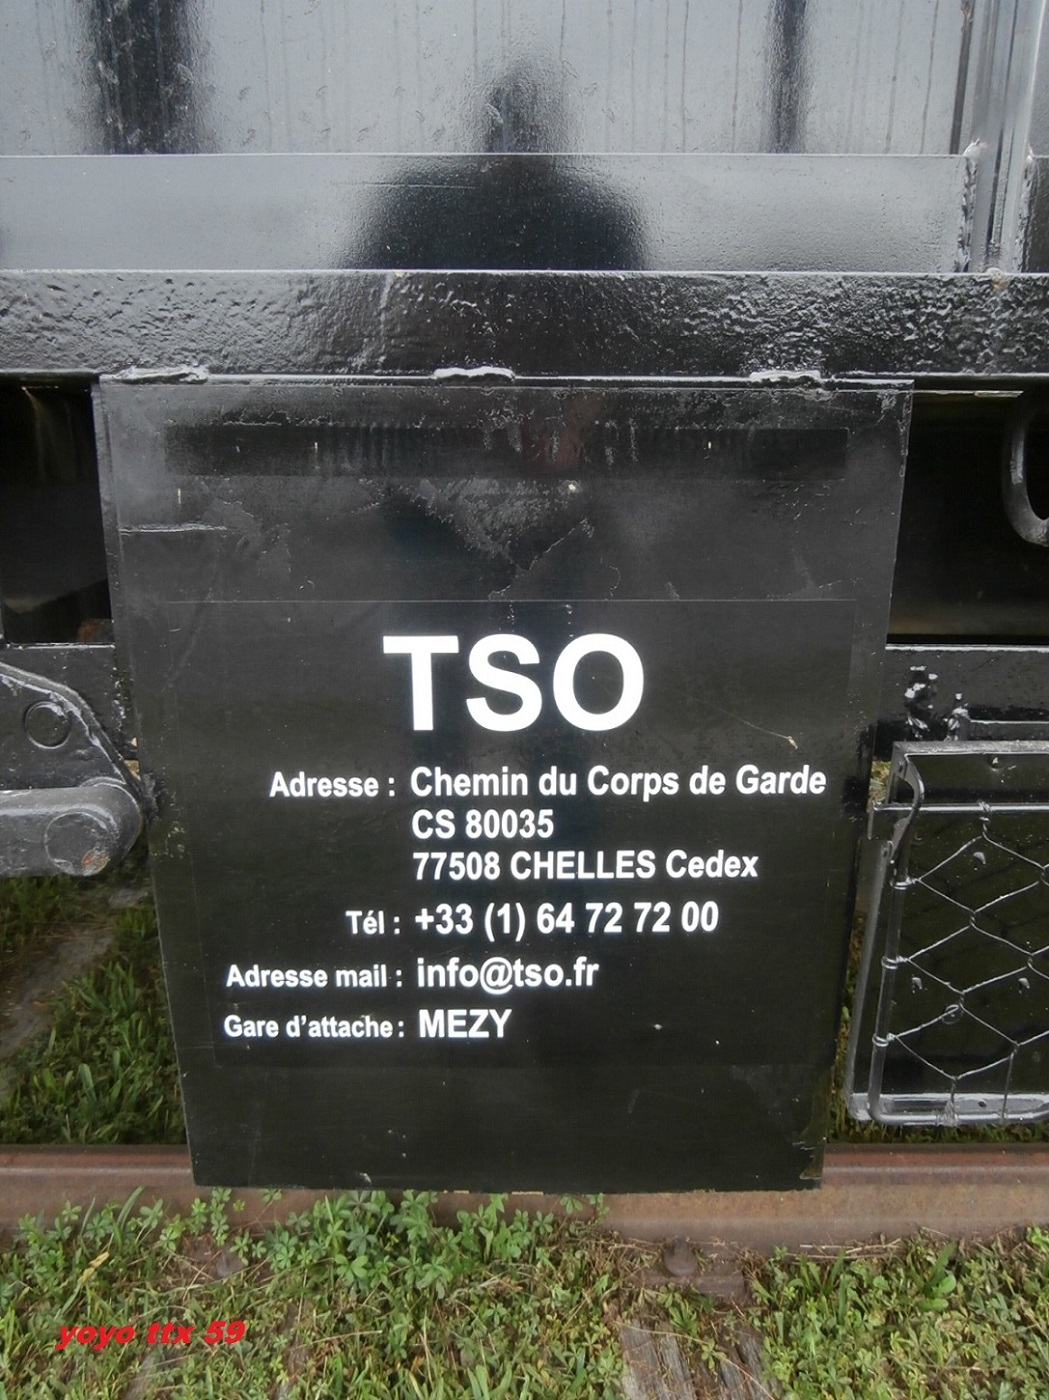 TSO
Adresse : Chemin du Corps de Garde
CS 80035
77508 CHELLES Cedex
Tél : +33 (1) 64 72 72 00
Adresse mail : info@tso.fr
Gare d'attache : MEZY
yoyo ttx 59